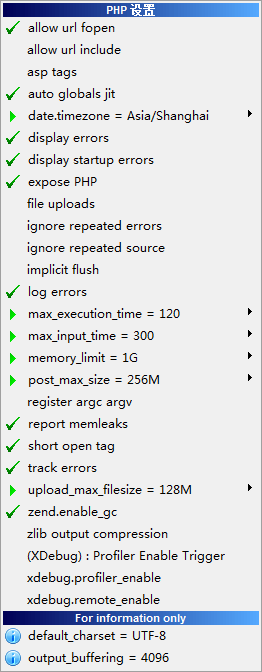 PHP 设置
allow url fopen
allow url include
asp tags
auto globals jit
date.timezone = Asia/Shanghai
display errors
display startup errors
expose PHP
file uploads
ignore repeated errors
ignore repeated source
implicit flush
log errors
max_execution_time = 120
max_input_time = 300
memory_limit = 1G
post_max_size = 256M
register argc argv
report memleaks
short open tag
track errors
upload_max_filesize = 128M
zend.enable_gc
zlib output compression
(XDebug) : Profiler Enable Trigger
xdebug.profiler_enable
xdebug.remote_enable
For information only
default_charset = UTF-8
output_buffering = 4096